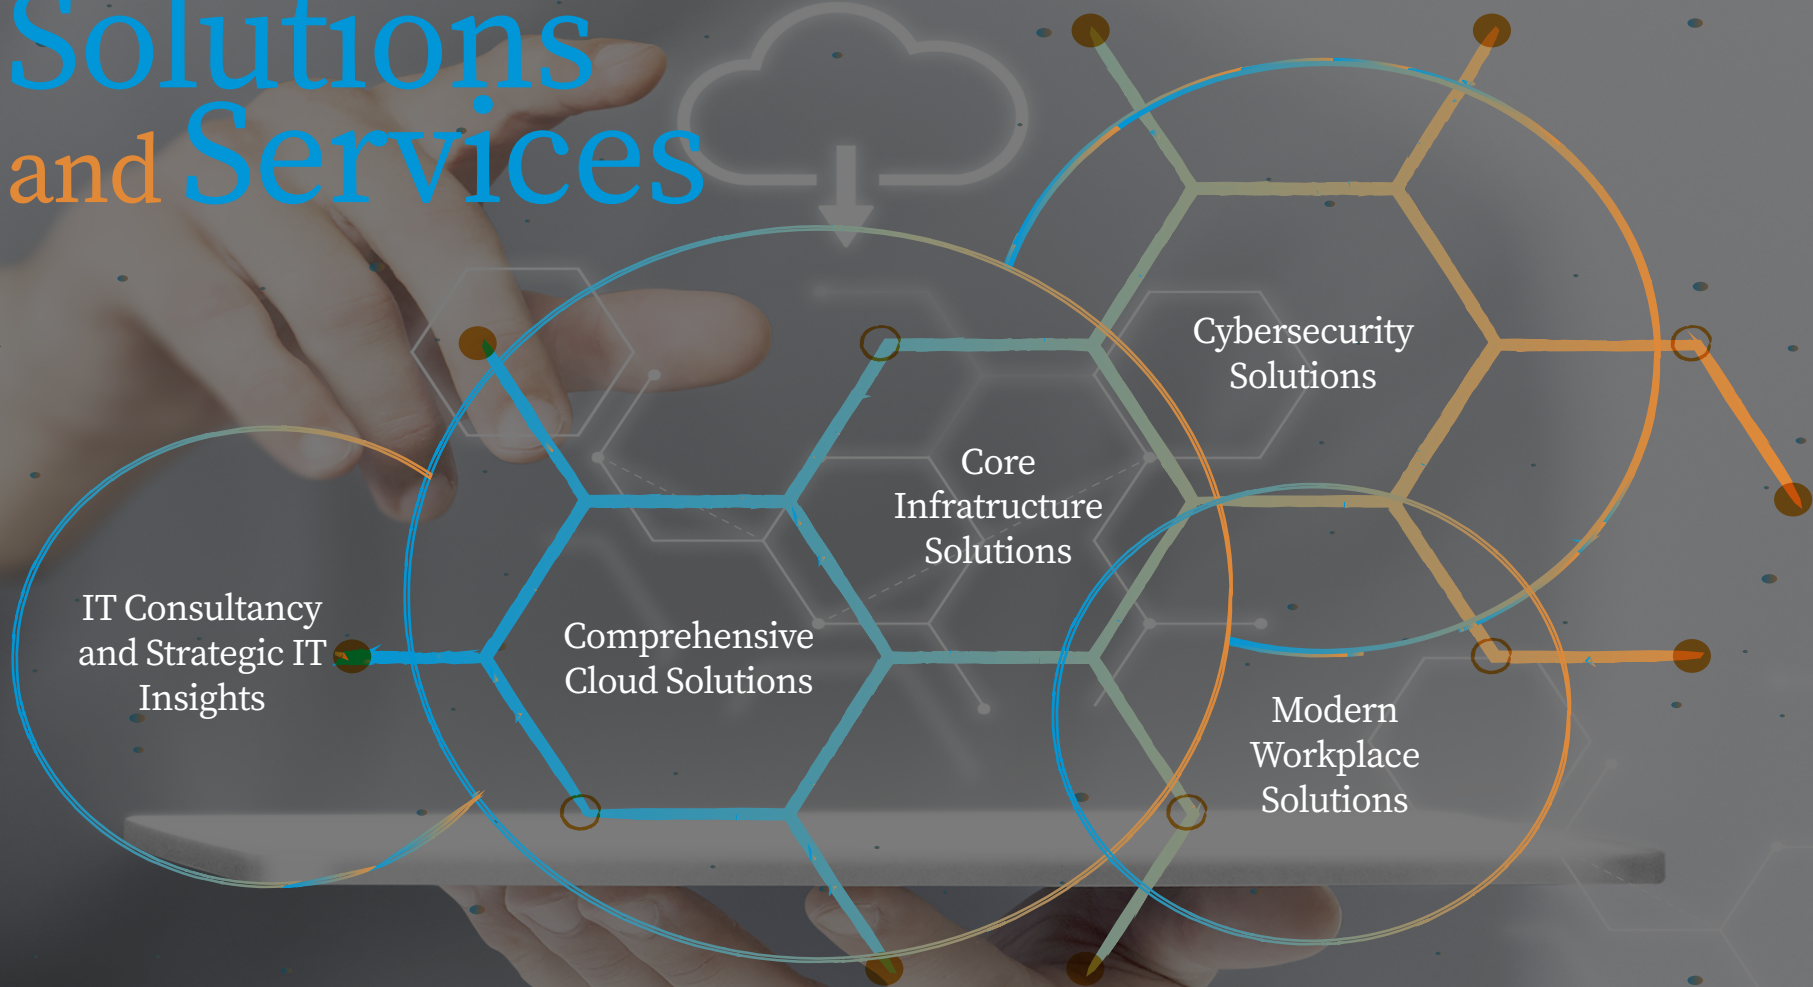 Solutions
and Services
Cybersecurity
Solutions
Core
Infratructure
Solutions
IT Consultancy
and Strategic IT
Insights
Comprehensive
Cloud Solutions
Modern
Workplace
Solutions